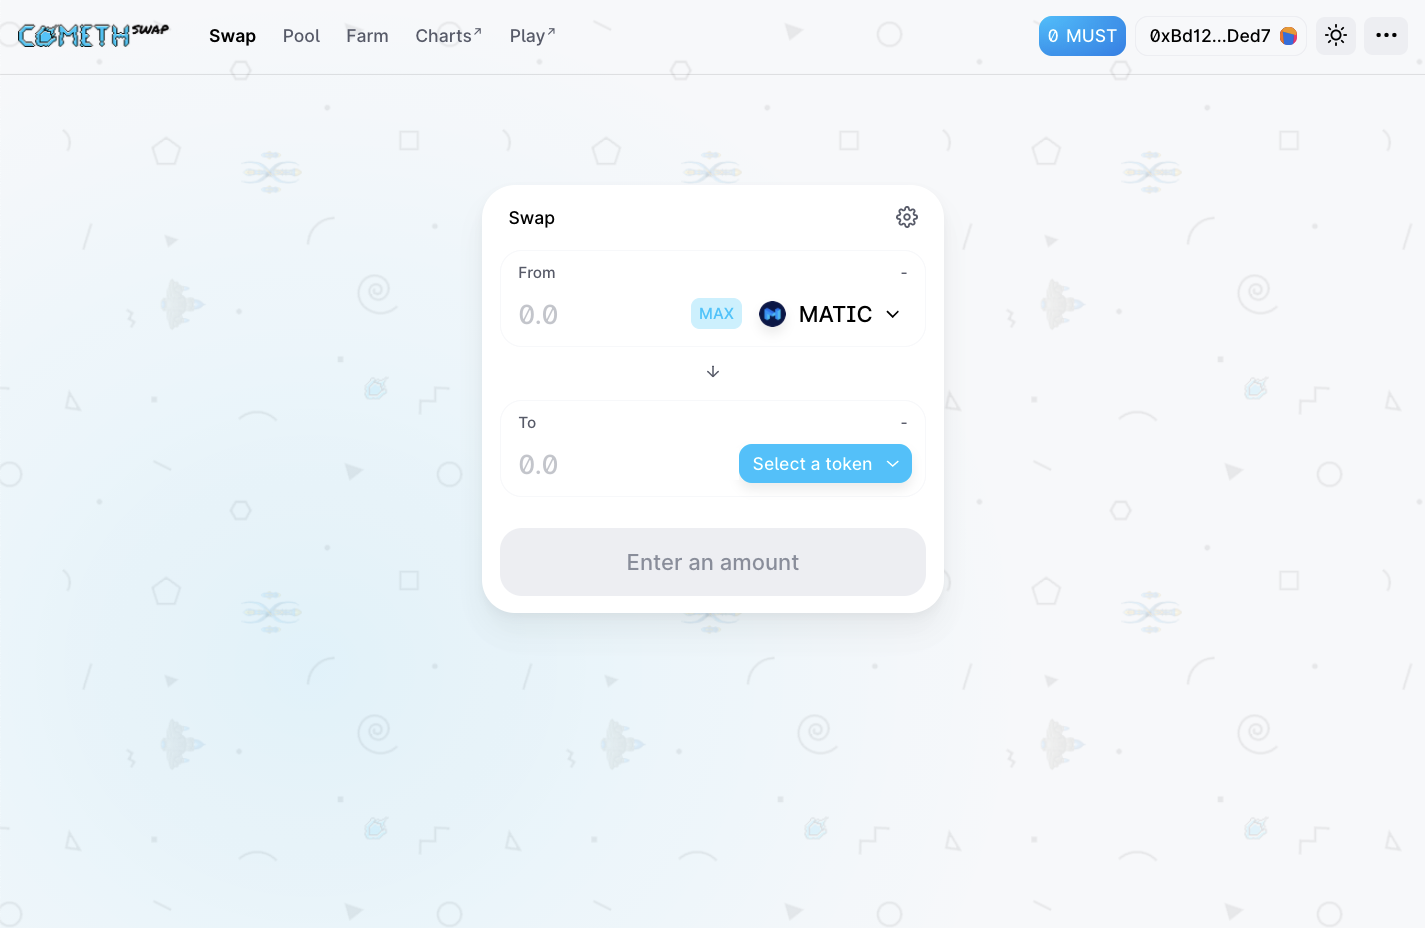 COMETH SWAP
Swap
Pool
Farm
Charts↗
Play↗
0 MUST
0xBd12...Ded7
Swap
From
-
0.0
MAX
MATIC
To
-
0.0
Select a token
Enter an amount